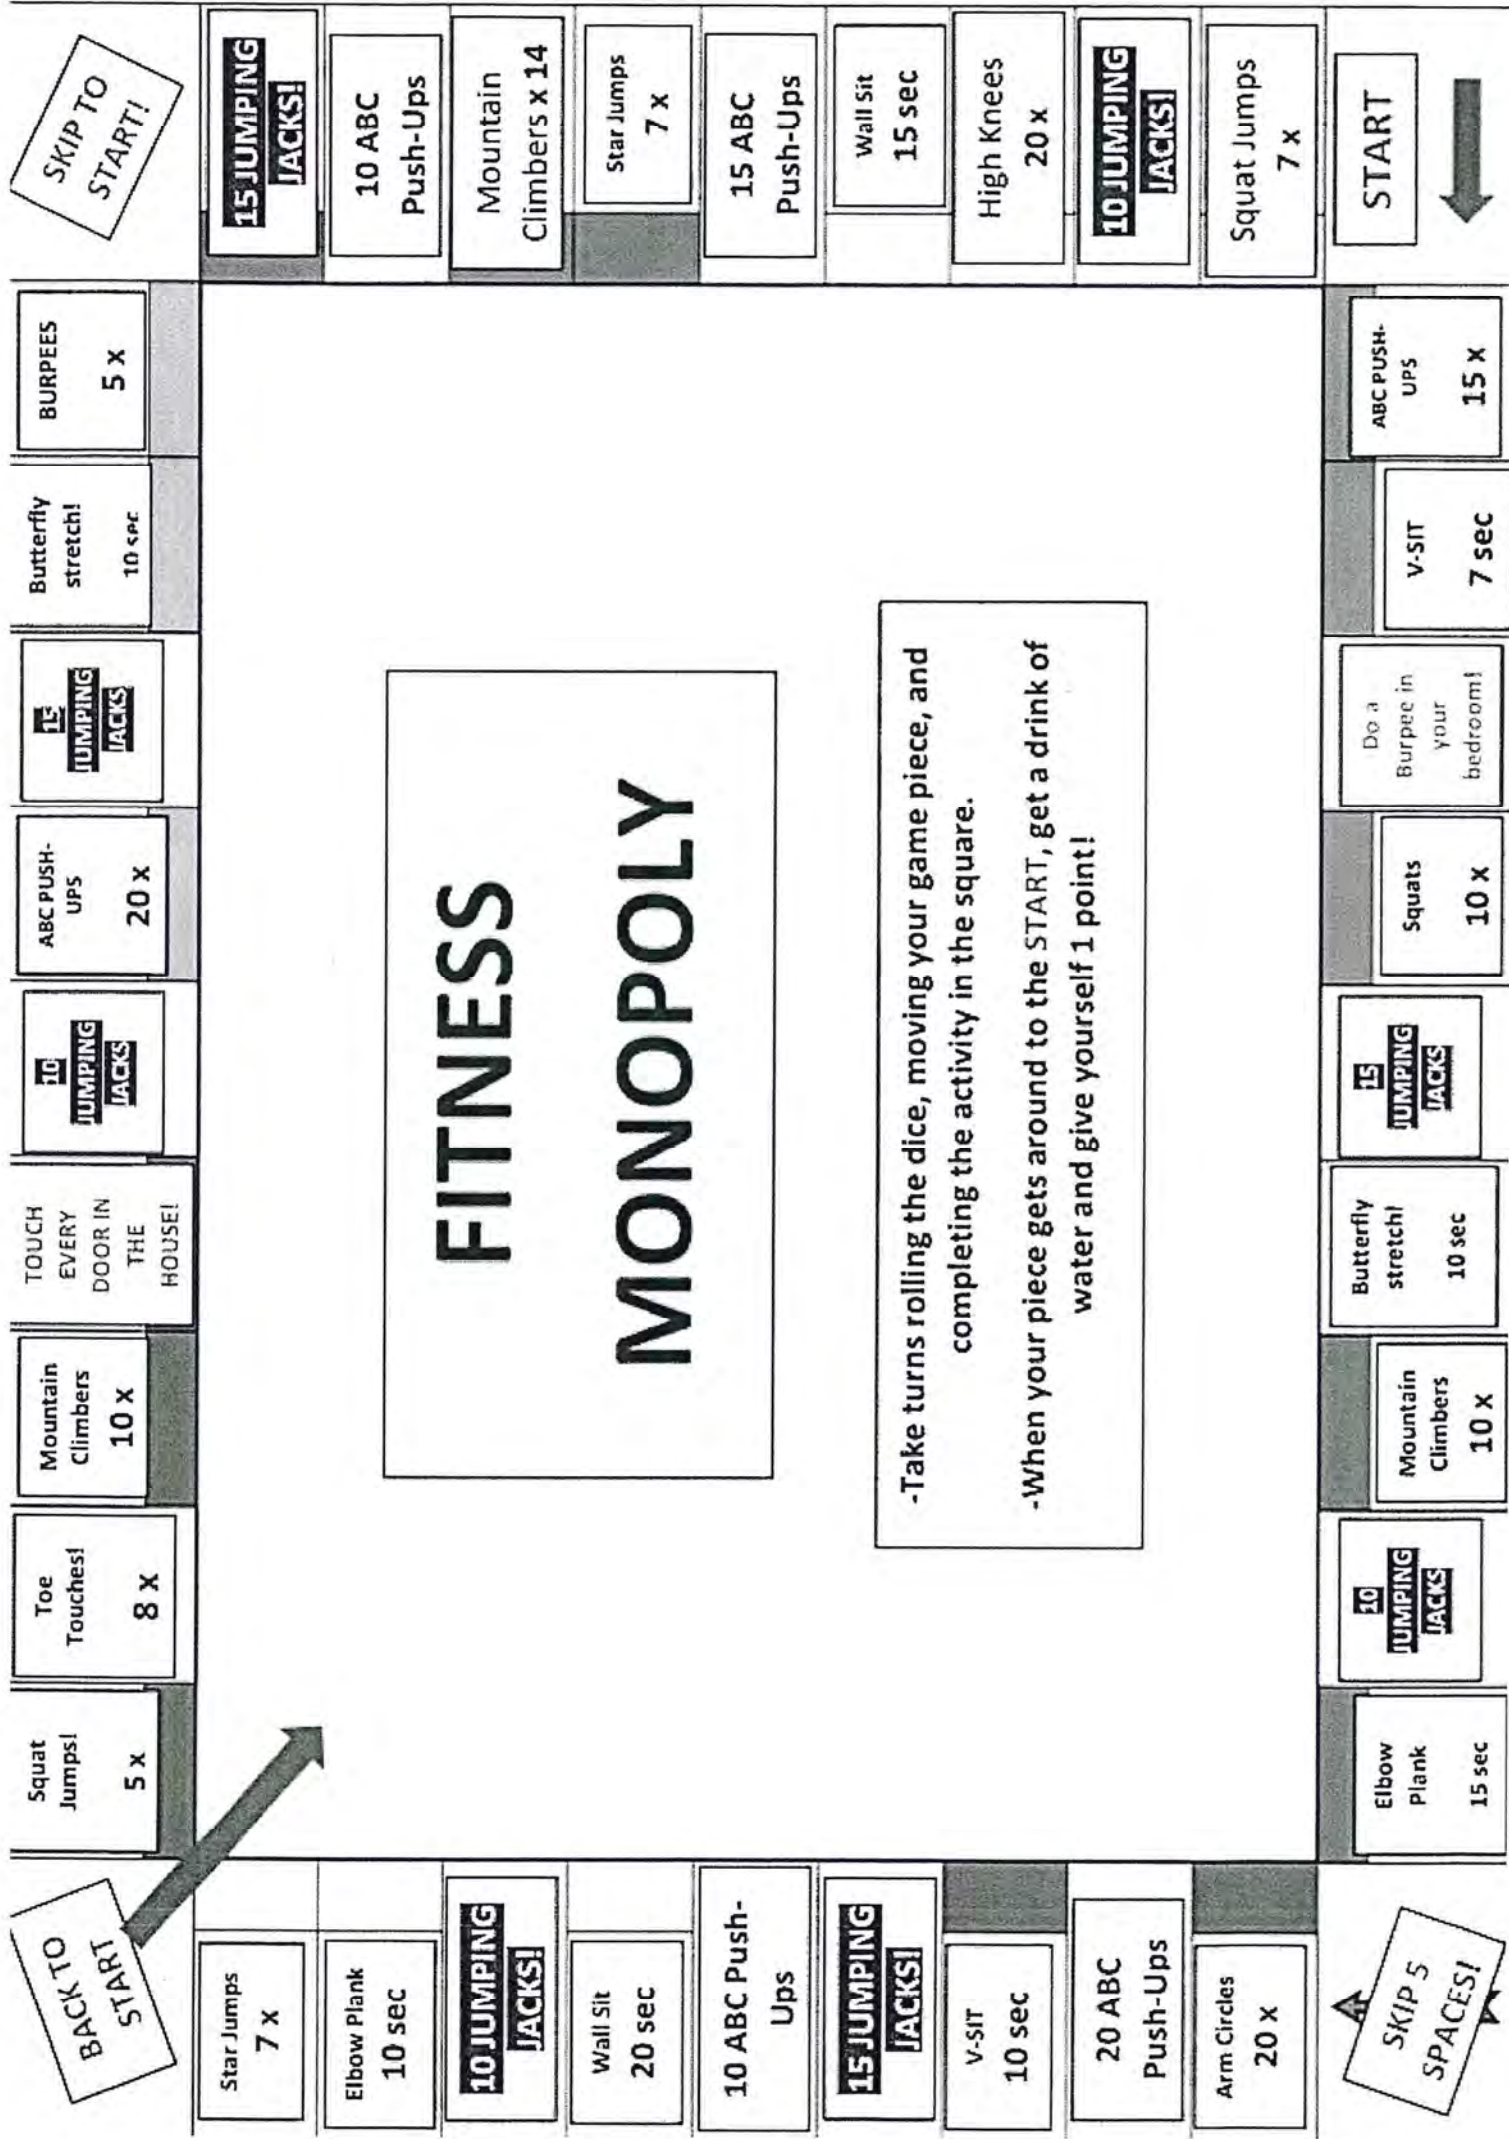 SKIP 5
SPACES!
Arm Circles
20 x
20 ABC
Push-Ups
V-SIT
10 sec
15 JUMPING
JACKS!
10 ABC Push-
Ups
Wall Sit
20 sec
10 JUMPING
JACKS!
Elbow Plank
10 sec
Star Jumps
7 x
BACK TO
START
Elbow
Plank
15 sec
10
JUMPING
JACKS
Mountain
Climbers
10 x
Butterfly
stretch!
10 sec
15
JUMPING
JACKS
Squats
10 x
Do a
Burpee in
your
bedroom!
V-SIT
7 sec
ABC PUSH-
UPS
15 x
FITNESS
MONOPOLY
-Take turns rolling the dice, moving your game piece, and
completing the activity in the square.
-When your piece gets around to the START, get a drink of
water and give yourself 1 point!
Squat
Jumps!
5 x
Toe
Touches!
8 x
Mountain
Climbers
10 x
TOUCH
EVERY
DOOR IN
THE
HOUSE!
10
JUMPING
JACKS
ABC PUSH-
UPS
20 x
15
JUMPING
JACKS
Butterfly
stretch!
10 sec
BURPEES
5 x
START
Squat Jumps
7 x
10 JUMPING
JACKS!
High Knees
20 x
Wall Sit
15 sec
15 ABC
Push-Ups
Star Jumps
7 x
Mountain
Climbers x 14
10 ABC
Push-Ups
15 JUMPING
JACKS!
SKIP TO
START!